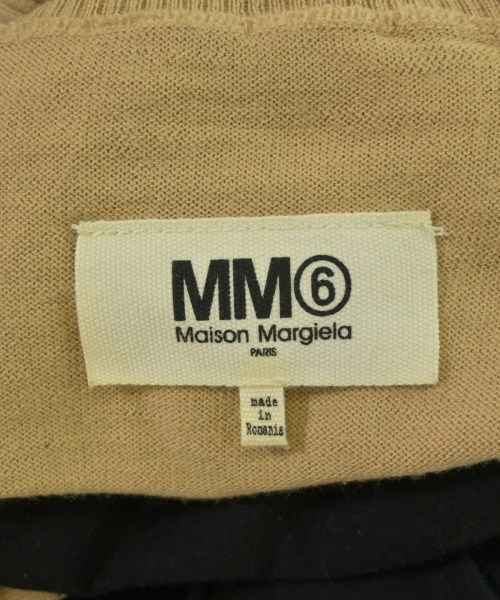 MM⑥
Maison Margiela
PARIS
made
in
Romania